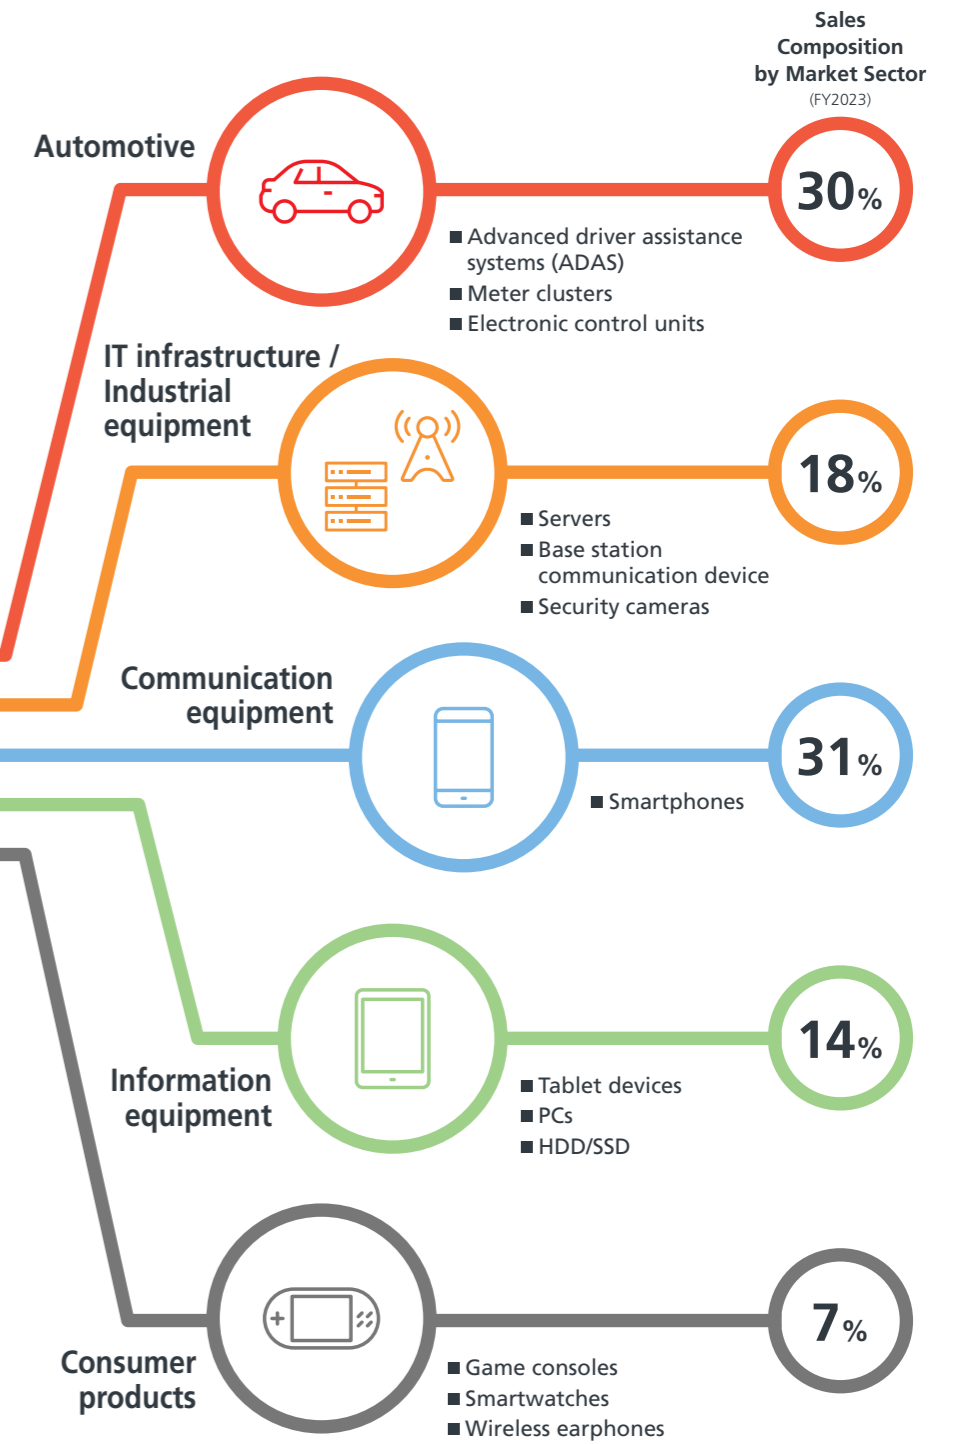 Sales
Composition
by Market Sector
(FY2023)
Automotive
30%
■ Advanced driver assistance
systems (ADAS)
■ Meter clusters
■ Electronic control units
IT infrastructure /
Industrial
equipment
18%
■ Servers
■ Base station
communication device
■ Security cameras
Communication
equipment
31%
■ Smartphones
Information
equipment
14%
■ Tablet devices
■ PCs
■ HDD/SSD
Consumer
products
7%
■ Game consoles
■ Smartwatches
■ Wireless earphones